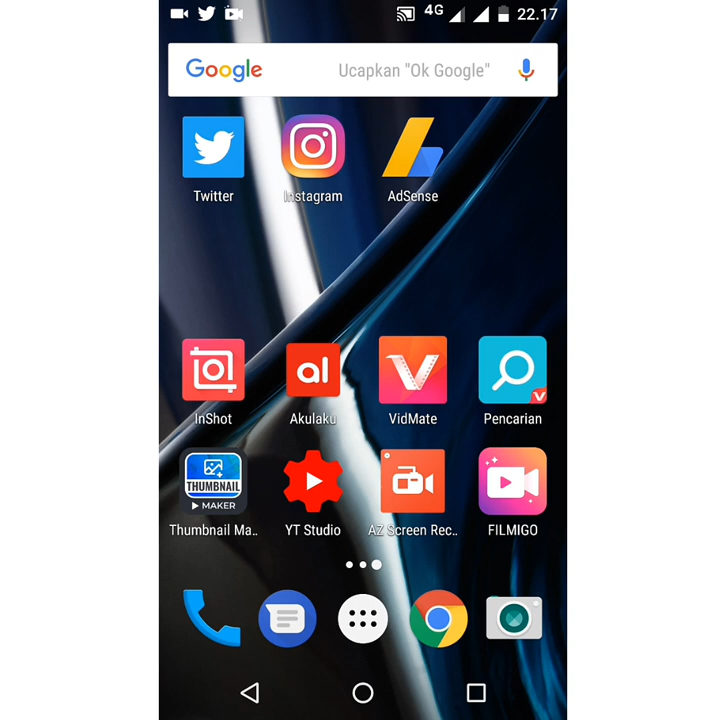 4G 22.17
Google Ucapkan "Ok Google"
Twitter Instagram AdSense
al
InShot Akulaku VidMate Pencarian
THUMBNAIL
MAKER
Thumbnail Ma.. YT Studio AZ Screen Rec.. FILMIGO